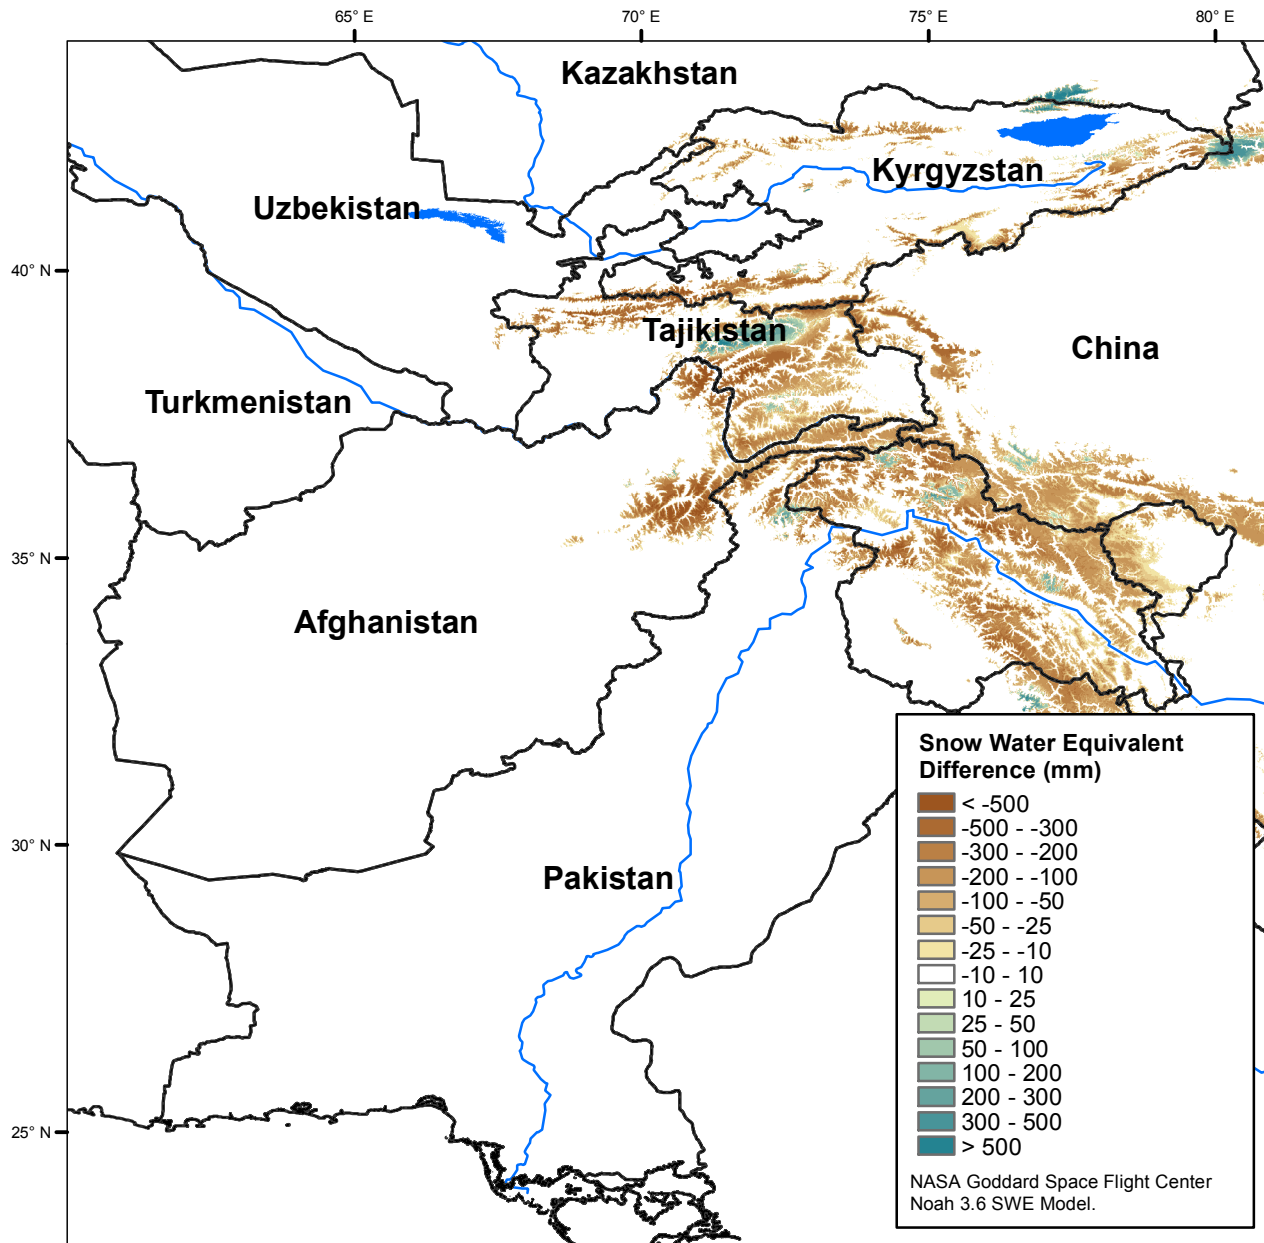 65° E
70° E
75° E
80° E
Kazakhstan
Kyrgyzstan
Uzbekistan
40° N
Tajikistan
China
Turkmenistan
35° N
Afghanistan
Snow Water Equivalent
Difference (mm)
< -500
-500 - -300
-300 - -200
-200 - -100
-100 - -50
-50 - -25
-25 - -10
-10 - 10
10 - 25
25 - 50
50 - 100
100 - 200
200 - 300
300 - 500
> 500
NASA Goddard Space Flight Center
Noah 3.6 SWE Model.
30° N
Pakistan
25° N